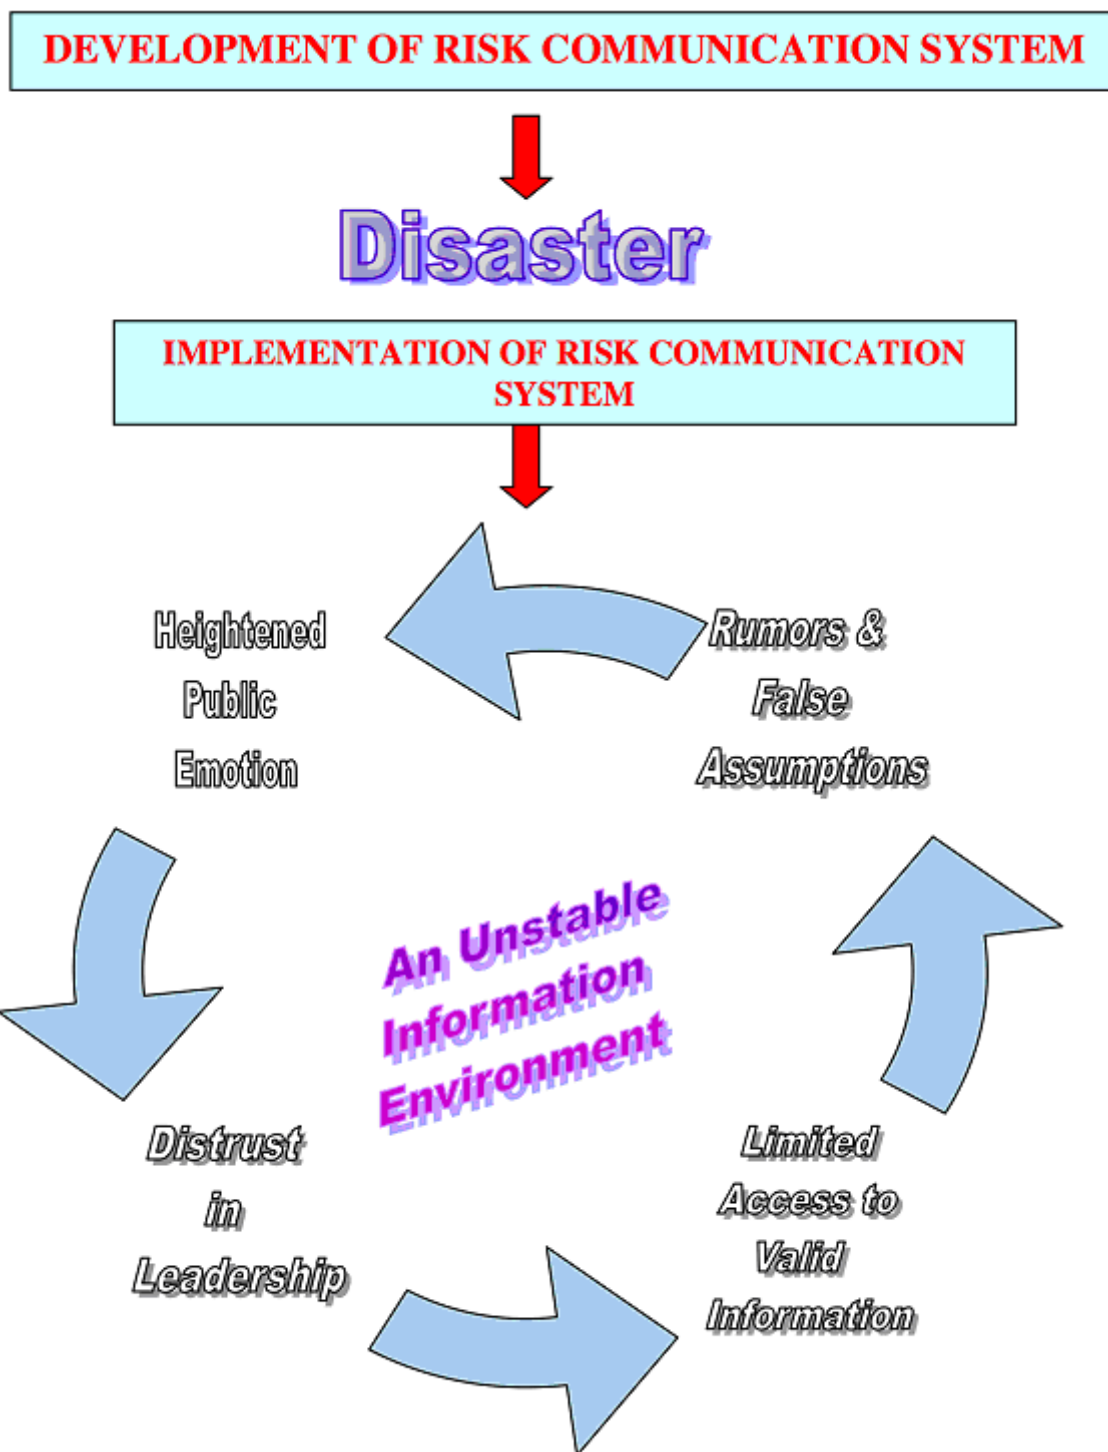 DEVELOPMENT OF RISK COMMUNICATION SYSTEM
Disaster
IMPLEMENTATION OF RISK COMMUNICATION
SYSTEM
Heightened
Public
Emotion
Rumors &
False
Assumptions
An Unstable
Information
Environment
Distrust
in
Leadership
Limited
Access to
Valid
Information